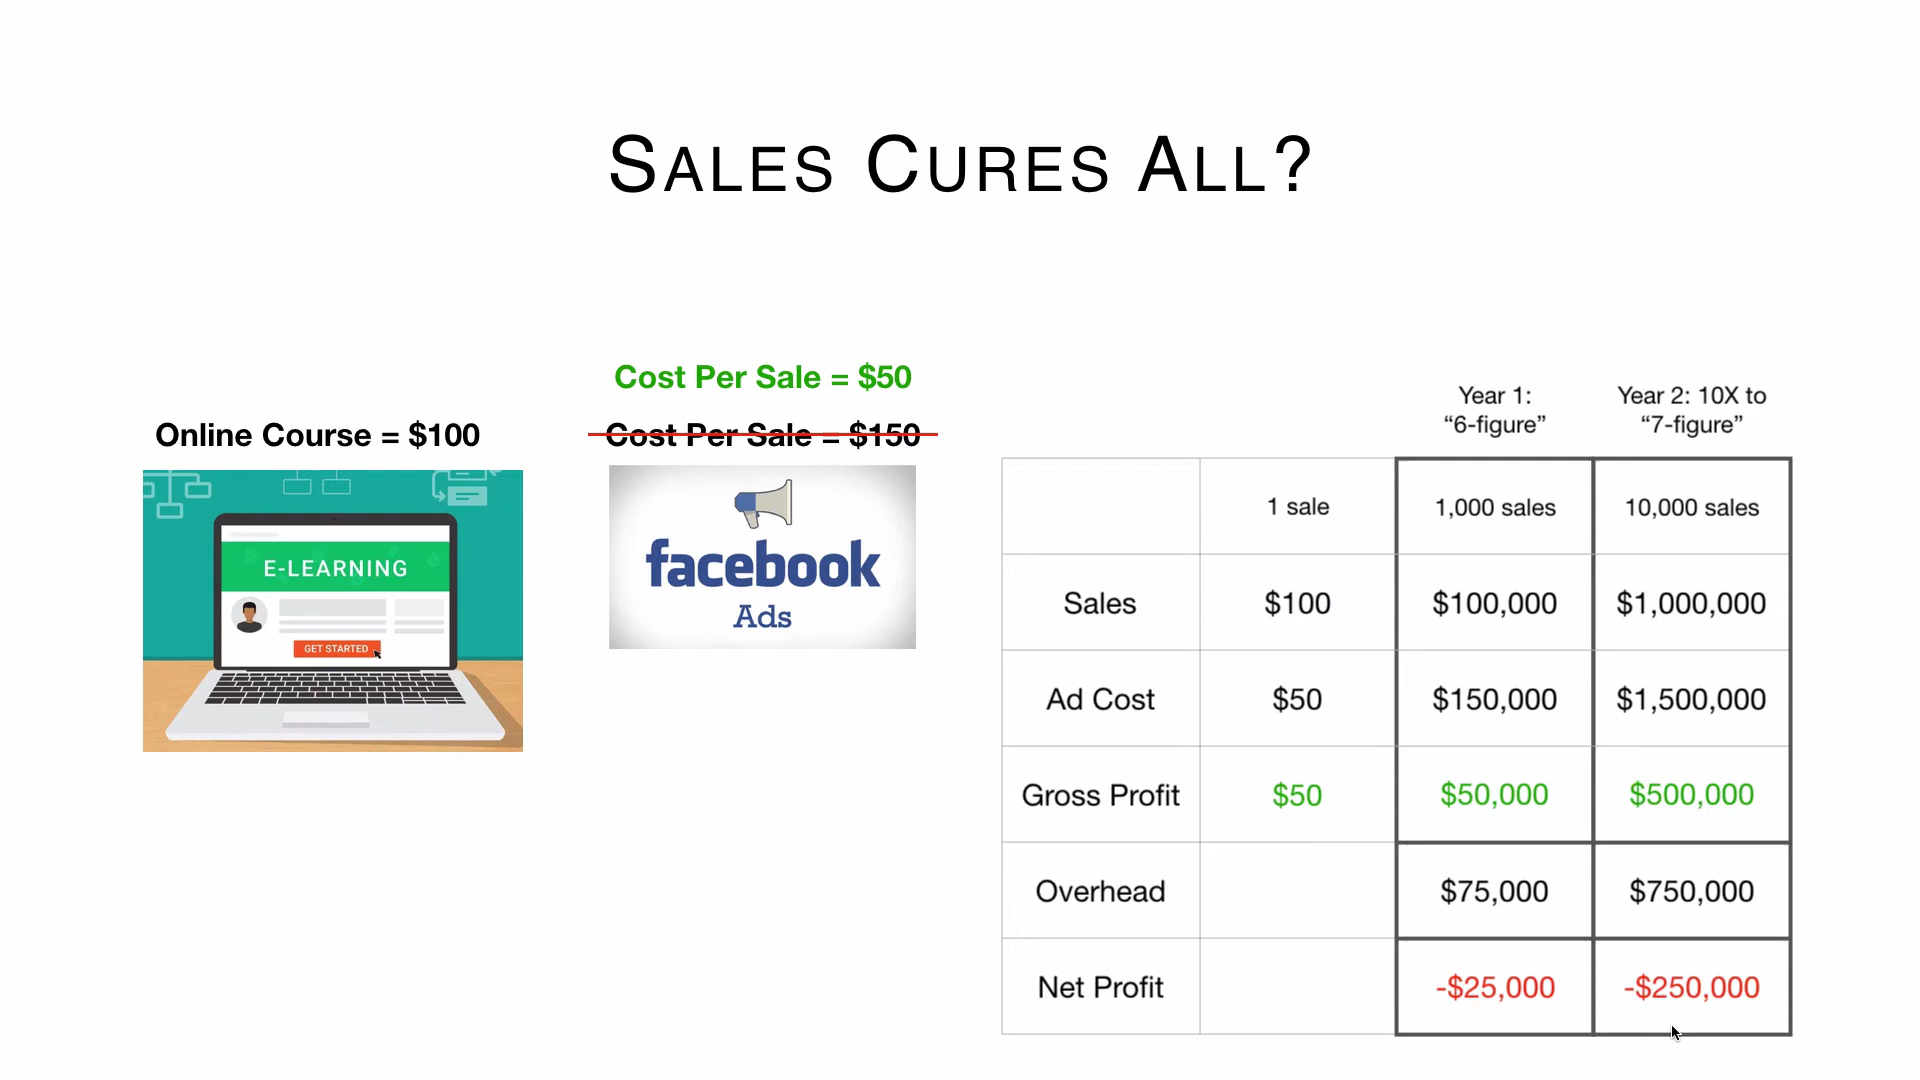 SALES CURES ALL?
Cost Per Sale = $50
Online Course = $100
Cost Per Sale = $150
E-LEARNING
GET STARTED
facebook
Ads
Year 1:
“6-figure”
Year 2: 10X to
“7-figure”
1 sale
1,000 sales
10,000 sales
Sales
$100
$100,000
$1,000,000
Ad Cost
$50
$150,000
$1,500,000
Gross Profit
$50
$50,000
$500,000
Overhead
$75,000
$750,000
Net Profit
-$25,000
-$250,000